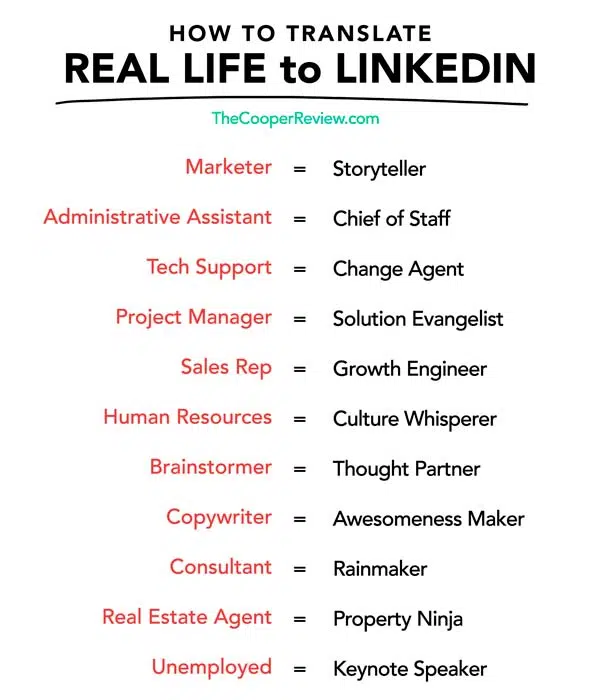 HOW TO TRANSLATE
REAL LIFE to LINKEDIN
TheCooperReview.com
Marketer = Storyteller
Administrative Assistant = Chief of Staff
Tech Support = Change Agent
Project Manager = Solution Evangelist
Sales Rep = Growth Engineer
Human Resources = Culture Whisperer
Brainstormer = Thought Partner
Copywriter = Awesomeness Maker
Consultant = Rainmaker
Real Estate Agent = Property Ninja
Unemployed = Keynote Speaker